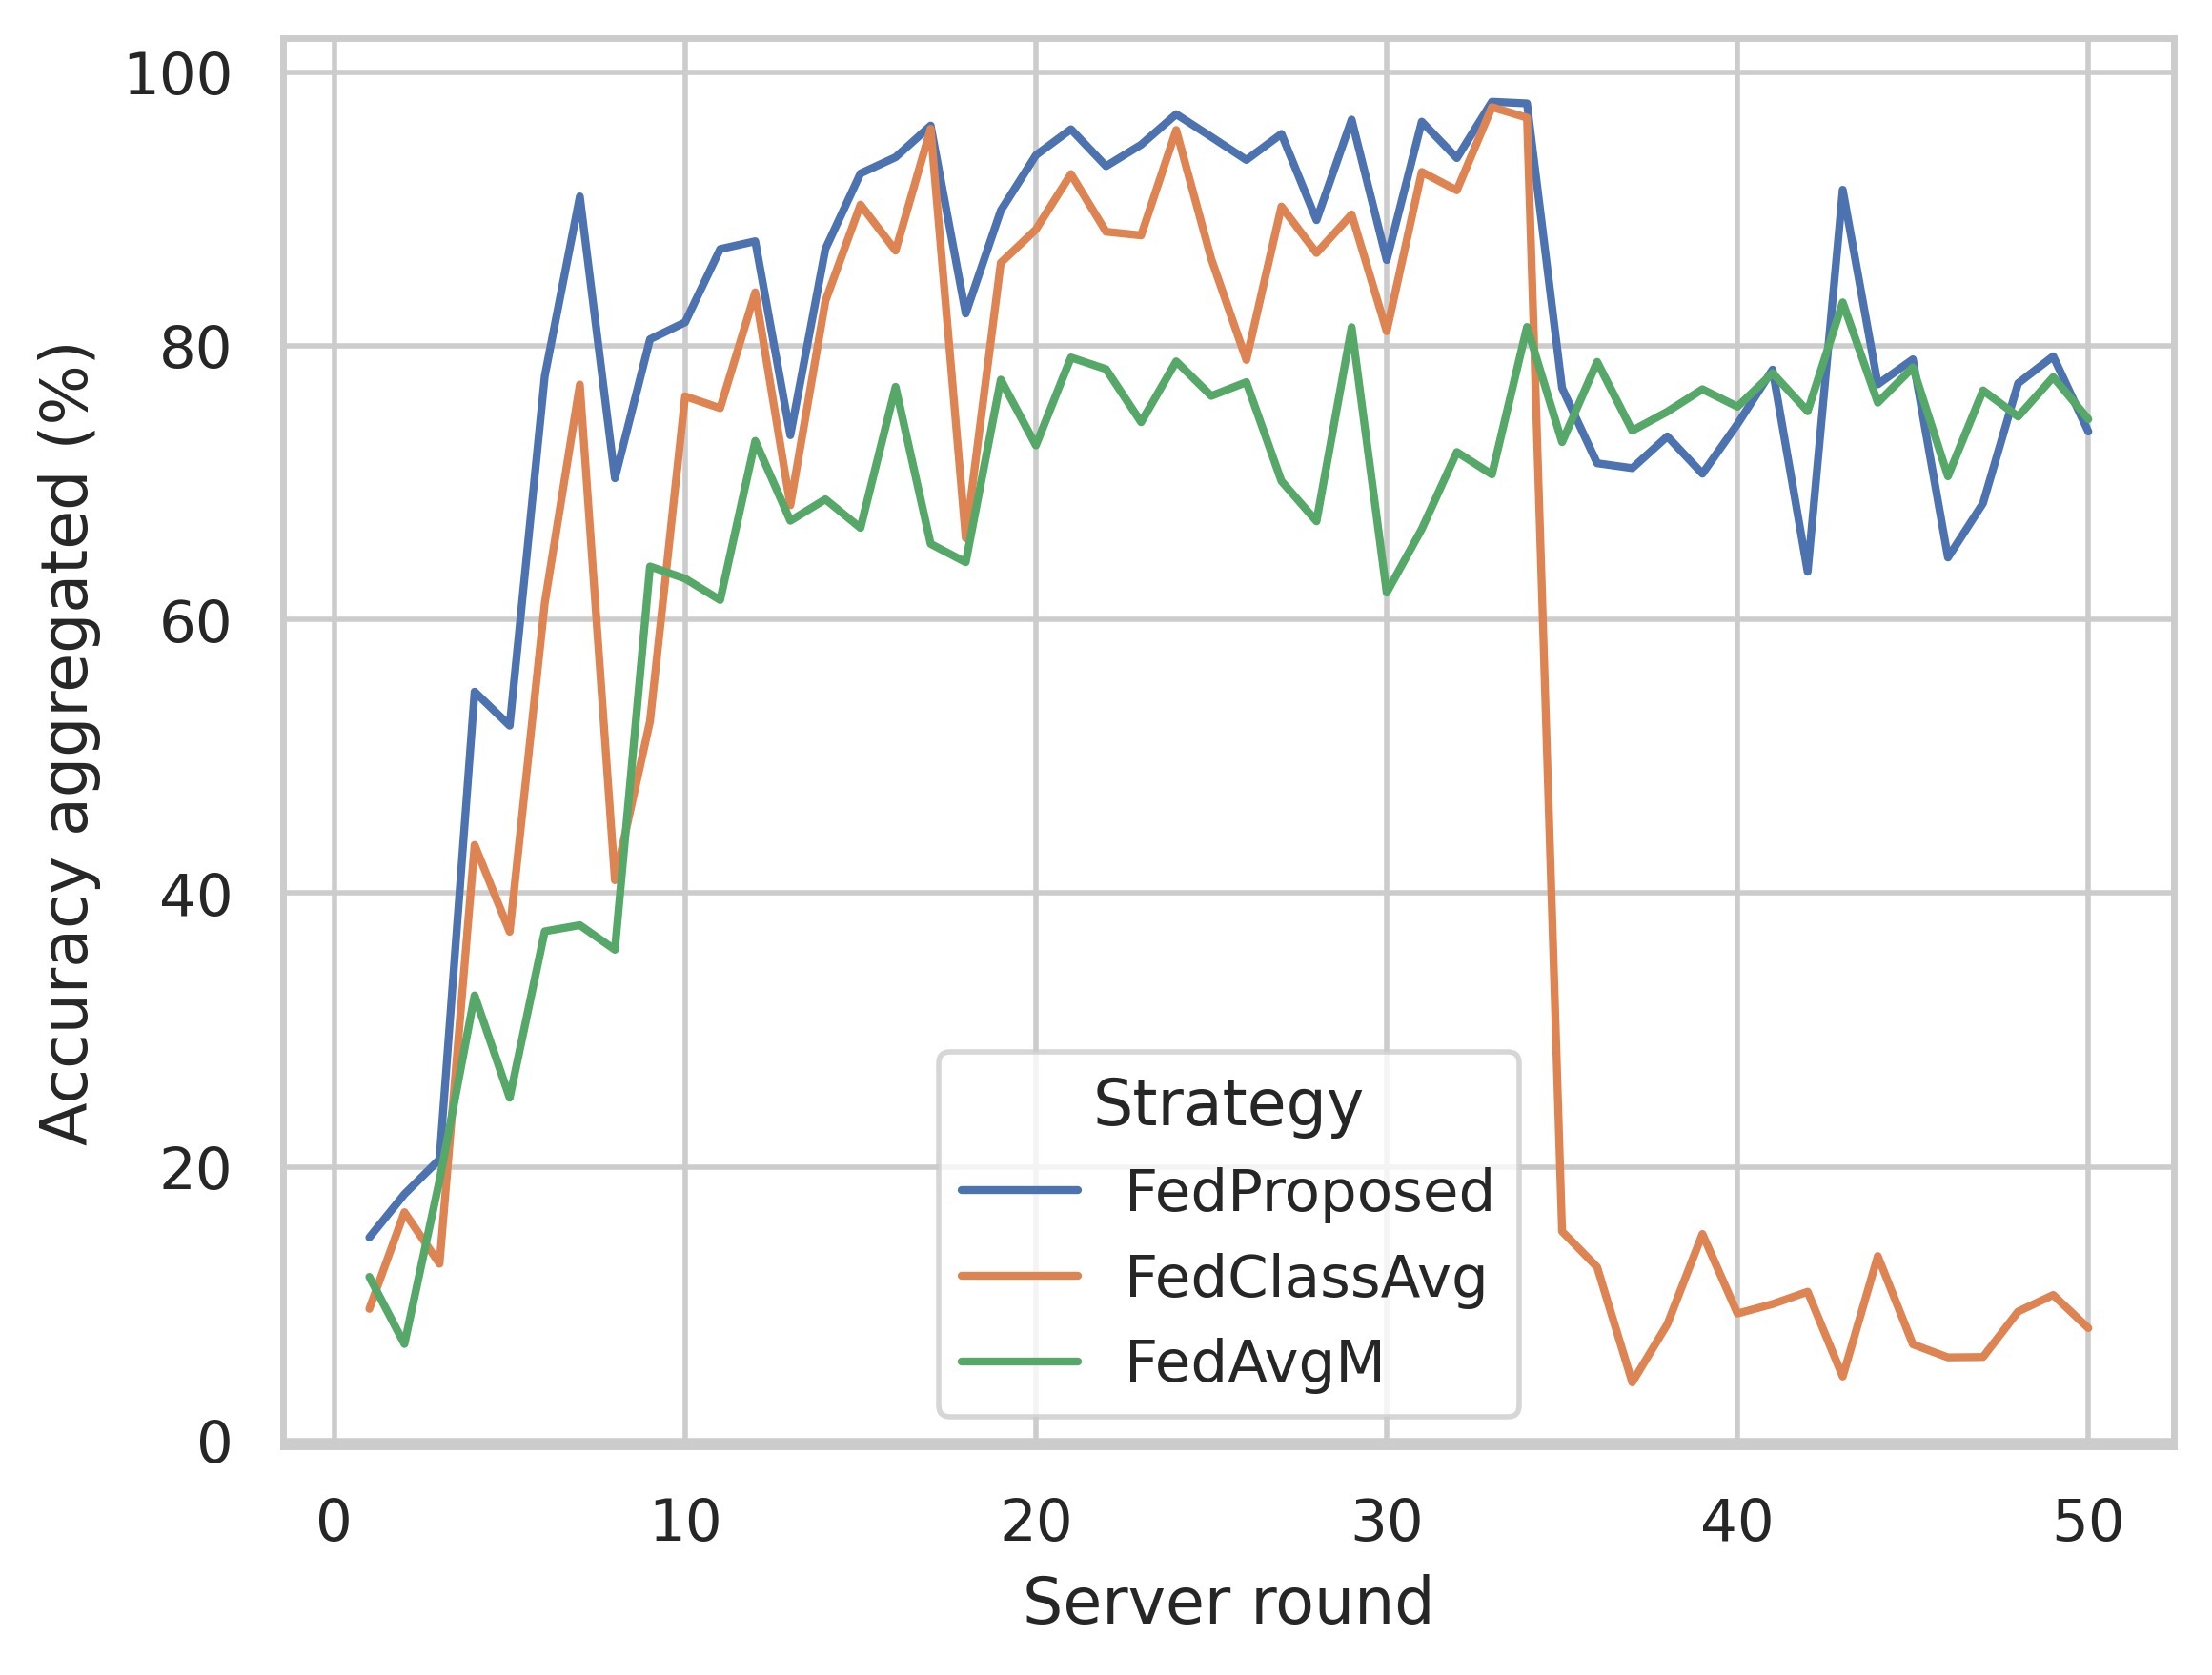 100
80
60
40
20
0
Accuracy aggregated (%)
Strategy
FedProposed
FedClassAvg
FedAvgM
0 10 20 30 40 50
Server round